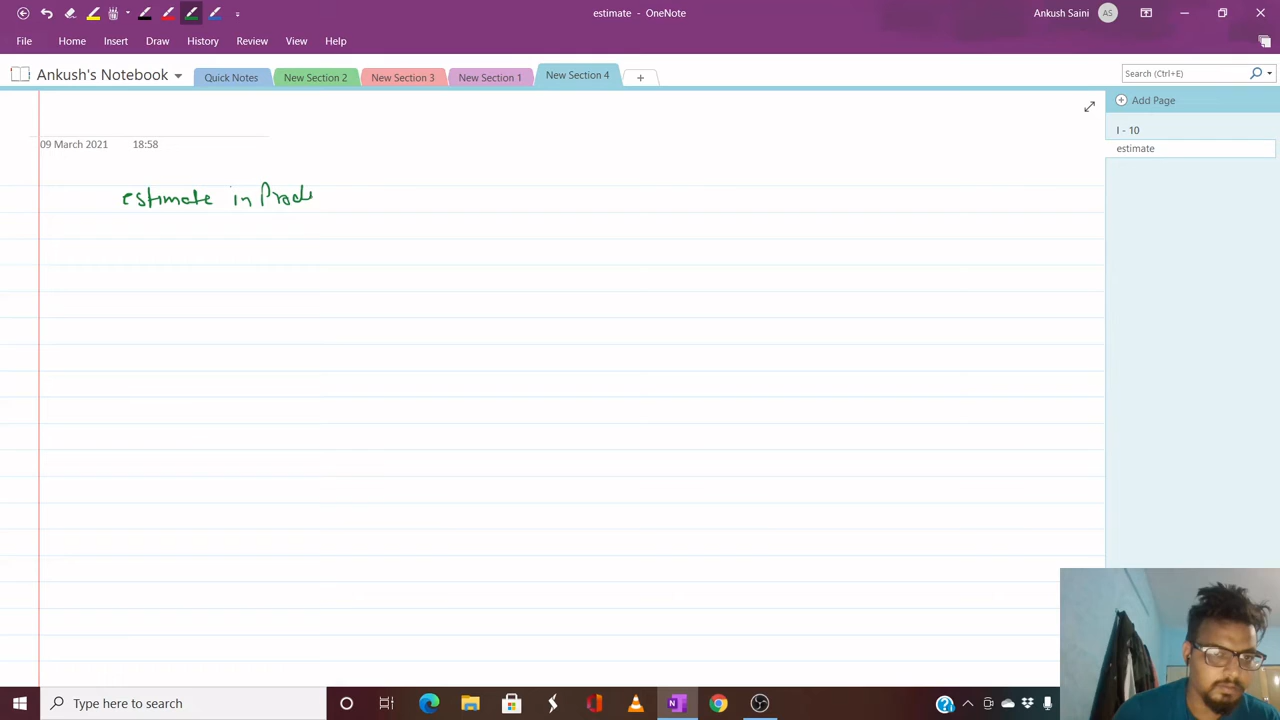 estimate - OneNote
Ankush Saini AS
File Home Insert Draw History Review View Help
Ankush's Notebook Quick Notes New Section 2 New Section 3 New Section 1 New Section 4 Search (Ctrl+E)
Add Page
I - 10
estimate
09 March 2021 18:58
estimate in Prode
Type here to search